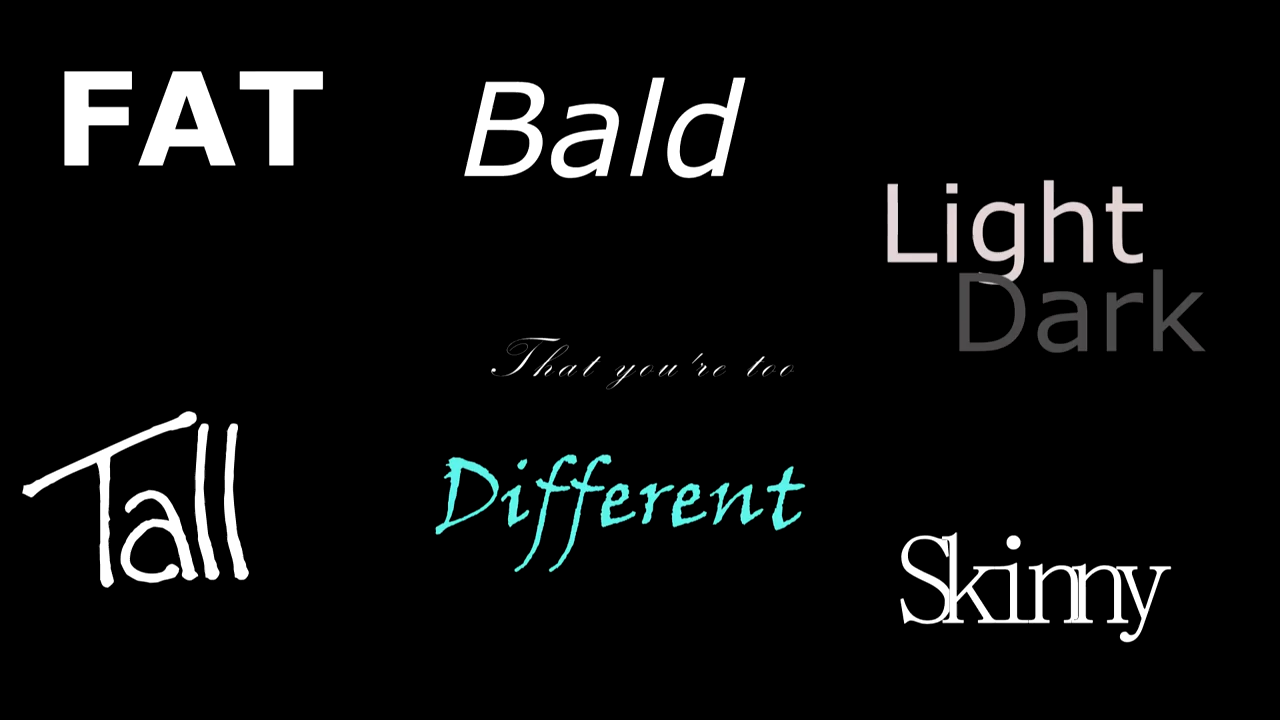 FAT
Bald
Light
Dark
That you're too
Tall
Different
Skinny